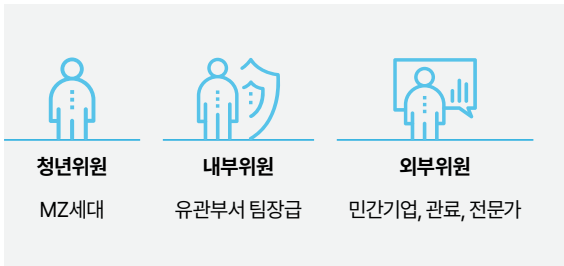 청년위원
MZ세대
내부위원
유관부서 팀장급
외부위원
민간기업, 관료, 전문가